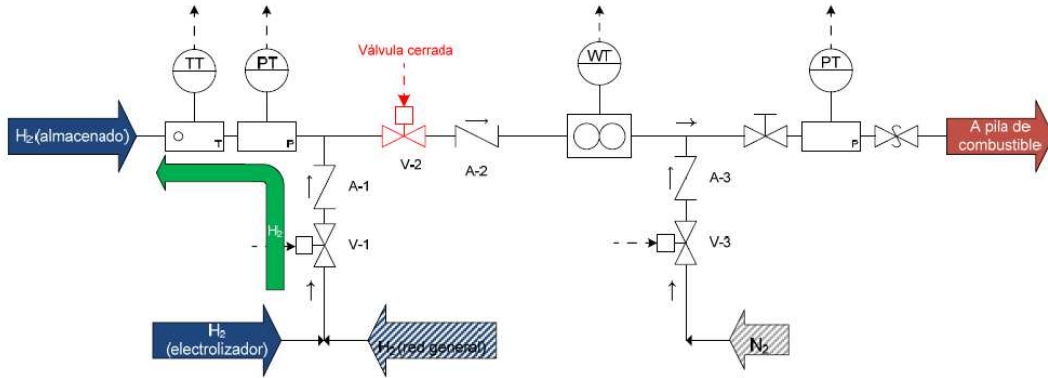 TT
PT
Válvula cerrada
WT
PT
H₂(almacenado)
T
P
V-2
A-2
P
A pila de
combustible
A-1
A-3
H₂
V-1
V-3
H₂
(electrolizador)
H₂(red general)
N₂